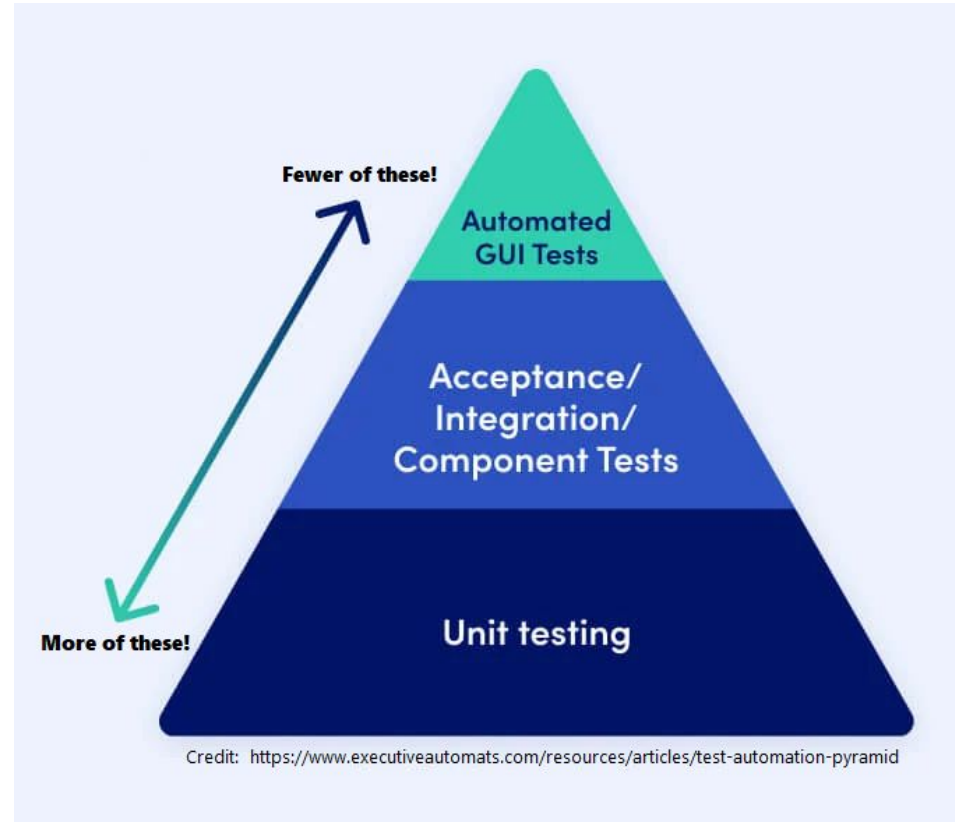 Fewer of these!
Automated
GUI Tests
Acceptance/
Integration/
Component Tests
Unit testing
More of these!
Credit:  https://www.executiveautomats.com/resources/articles/test-automation-pyramid